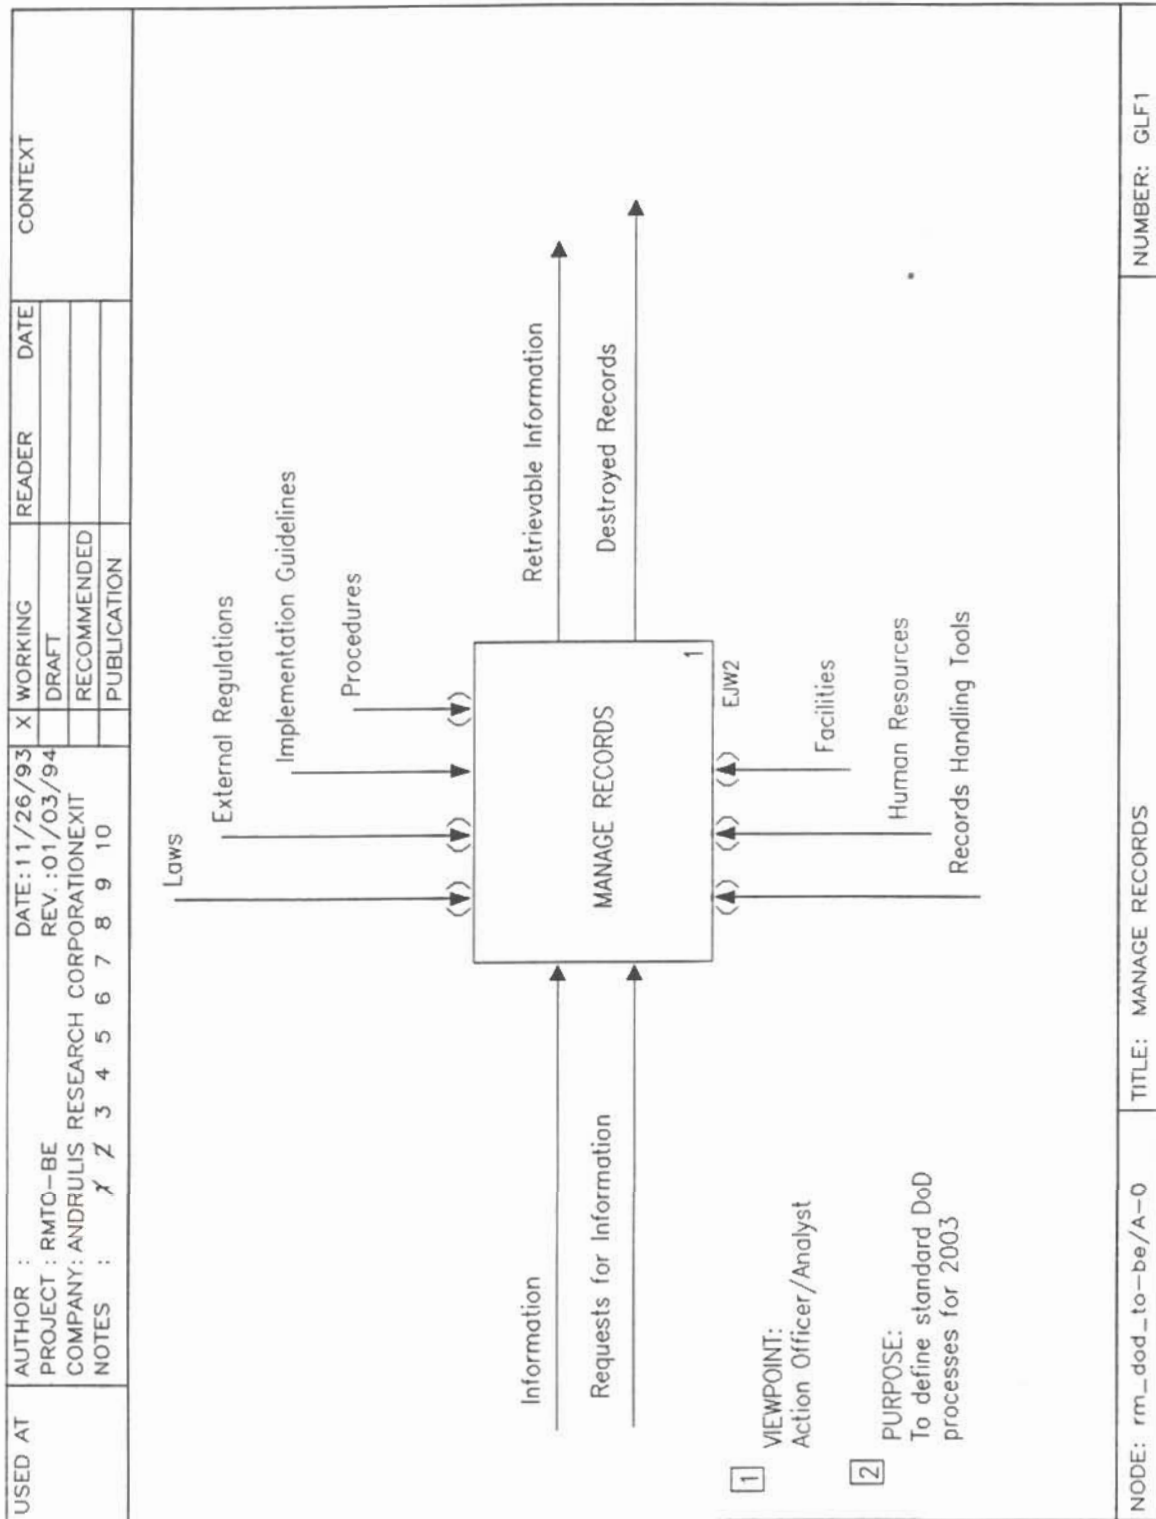 USED AT
AUTHOR :
DATE:11/26/93
X WORKING
READER
DATE
CONTEXT
PROJECT : RMTO-BE
REV.:01/03/94
DRAFT
COMPANY: ANDRULIS RESEARCH CORPORATIONEXIT
RECOMMENDED
NOTES : 1 2 3 4 5 6 7 8 9 10
PUBLICATION
Laws
External Regulations
Implementation Guidelines
Procedures
Information
Requests for Information
MANAGE RECORDS
1
EJW2
Retrievable Information
Destroyed Records
Facilities
Human Resources
Records Handling Tools
1 VIEWPOINT:
Action Officer/Analyst
2 PURPOSE:
To define standard DoD
processes for 2003
NODE: rm_dod_to-be/A-0
TITLE: MANAGE RECORDS
NUMBER: GLF1